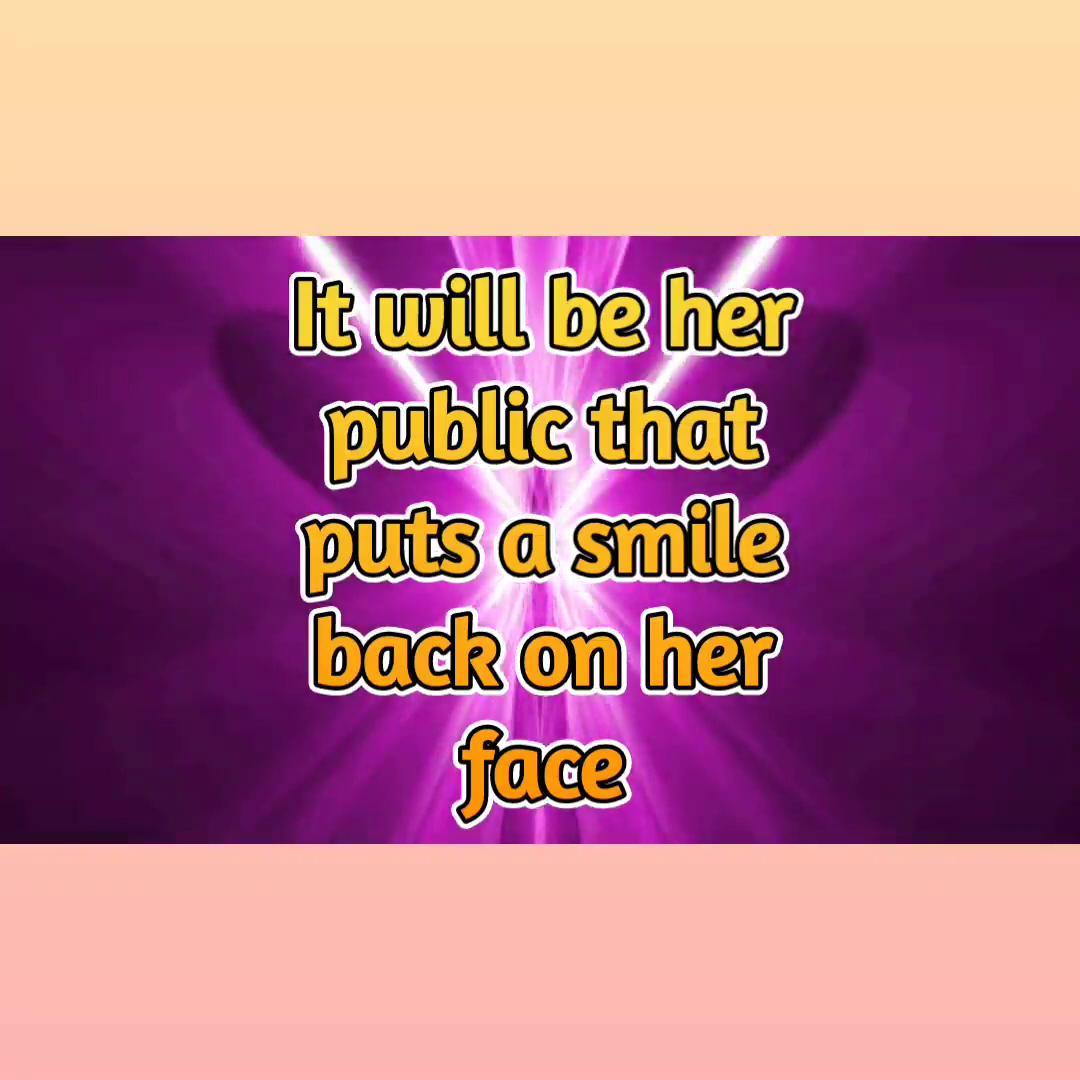 It will be her
public that
puts a smile
back on her
face